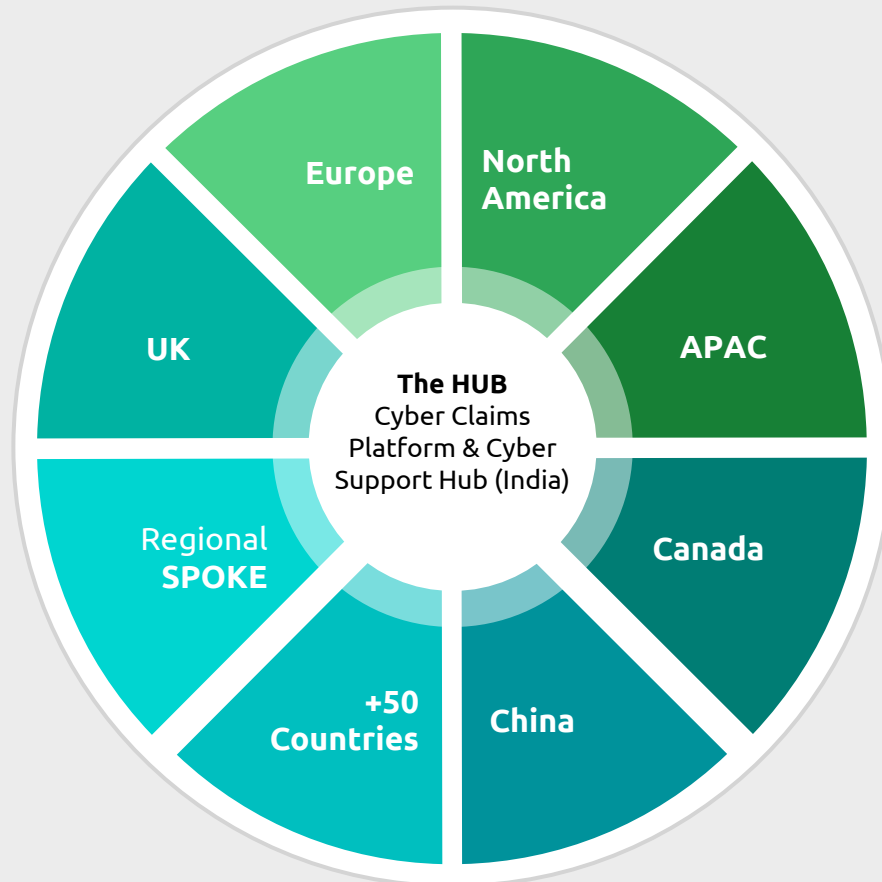 Europe
North
America
UK
APAC
The HUB
Cyber Claims
Platform & Cyber
Support Hub (India)
Regional
SPOKE
Canada
+50
Countries
China